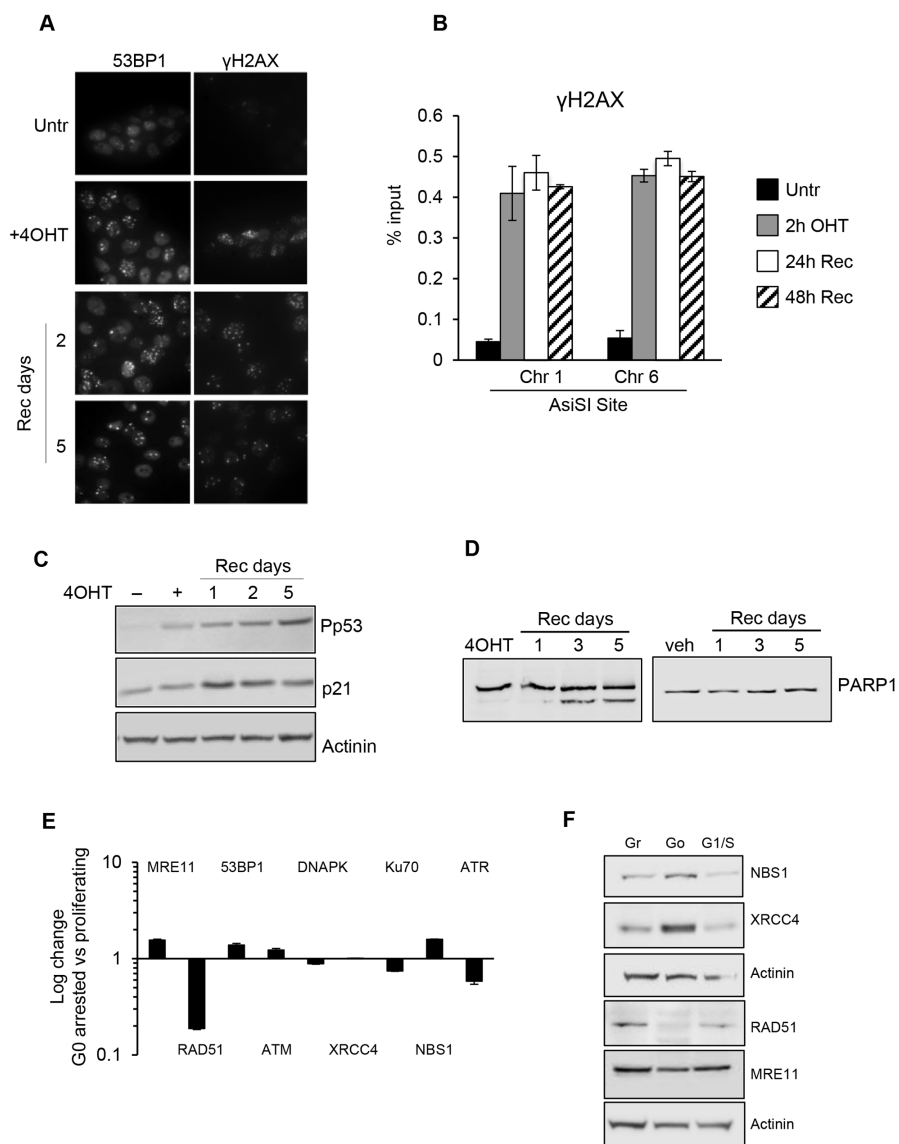 A
53BP1 γH2AX
Untr
+4OHT
Rec days
2
5
B
γH2AX
0.6
0.5
0.4
0.3
0.2
0.1
0
% input
Chr 1 Chr 6
AsiSI Site
Untr
2h OHT
24h Rec
48h Rec
C
Rec days
4OHT – + 1 2 5
Pp53
p21
Actinin
D
Rec days Rec days
4OHT 1 3 5 veh 1 3 5
PARP1
E
Log change
G0 arrested vs proliferating
10
1
0.1
MRE11 53BP1 DNAPK Ku70 ATR
RAD51 ATM XRCC4 NBS1
F
Gr Go G1/S
NBS1
XRCC4
Actinin
RAD51
MRE11
Actinin